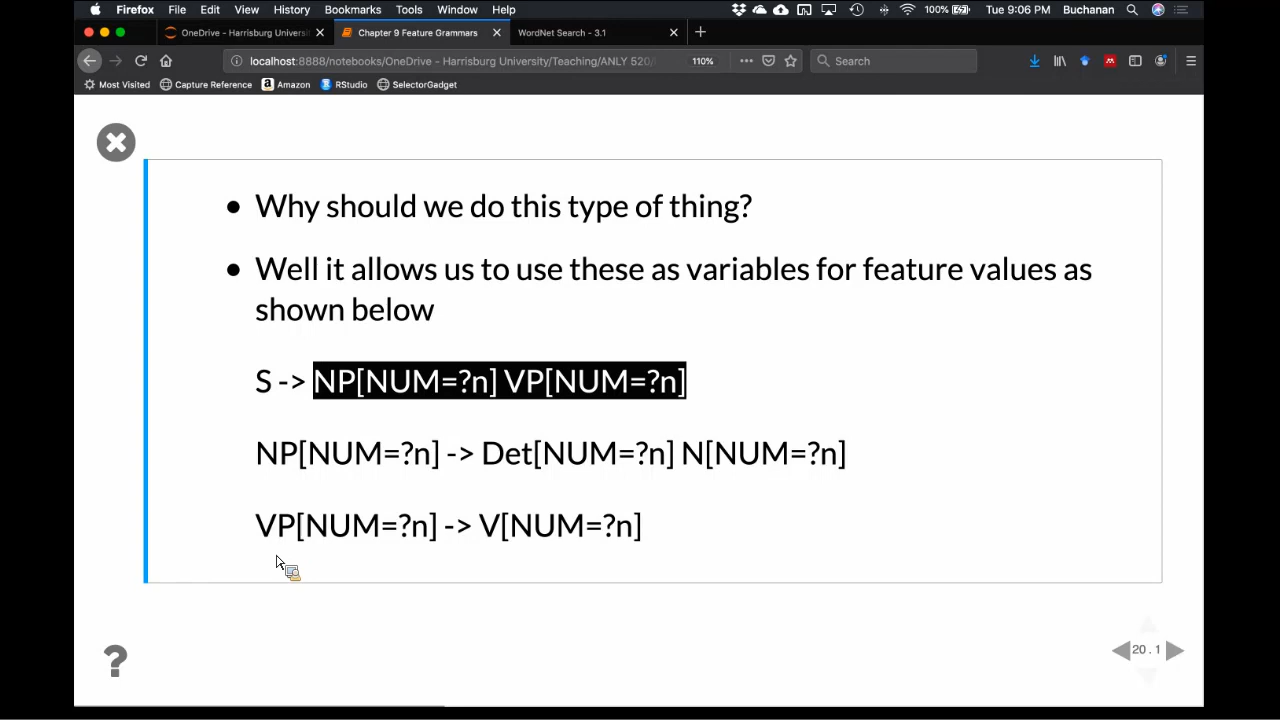 Firefox File Edit View History Bookmarks Tools Window Help 100% Tue 9:06 PM Buchanan
OneDrive - Harrisburg Universi Chapter 9 Feature Grammars WordNet Search - 3.1
localhost:8888/notebooks/OneDrive - Harrisburg University/Teaching/ANLY 520/ 110% Search
Most Visited Capture Reference Amazon RStudio SelectorGadget
• Why should we do this type of thing?
• Well it allows us to use these as variables for feature values as
shown below
S -> NP[NUM=?n] VP[NUM=?n]
NP[NUM=?n] -> Det[NUM=?n] N[NUM=?n]
VP[NUM=?n] -> V[NUM=?n]
?
20 . 1